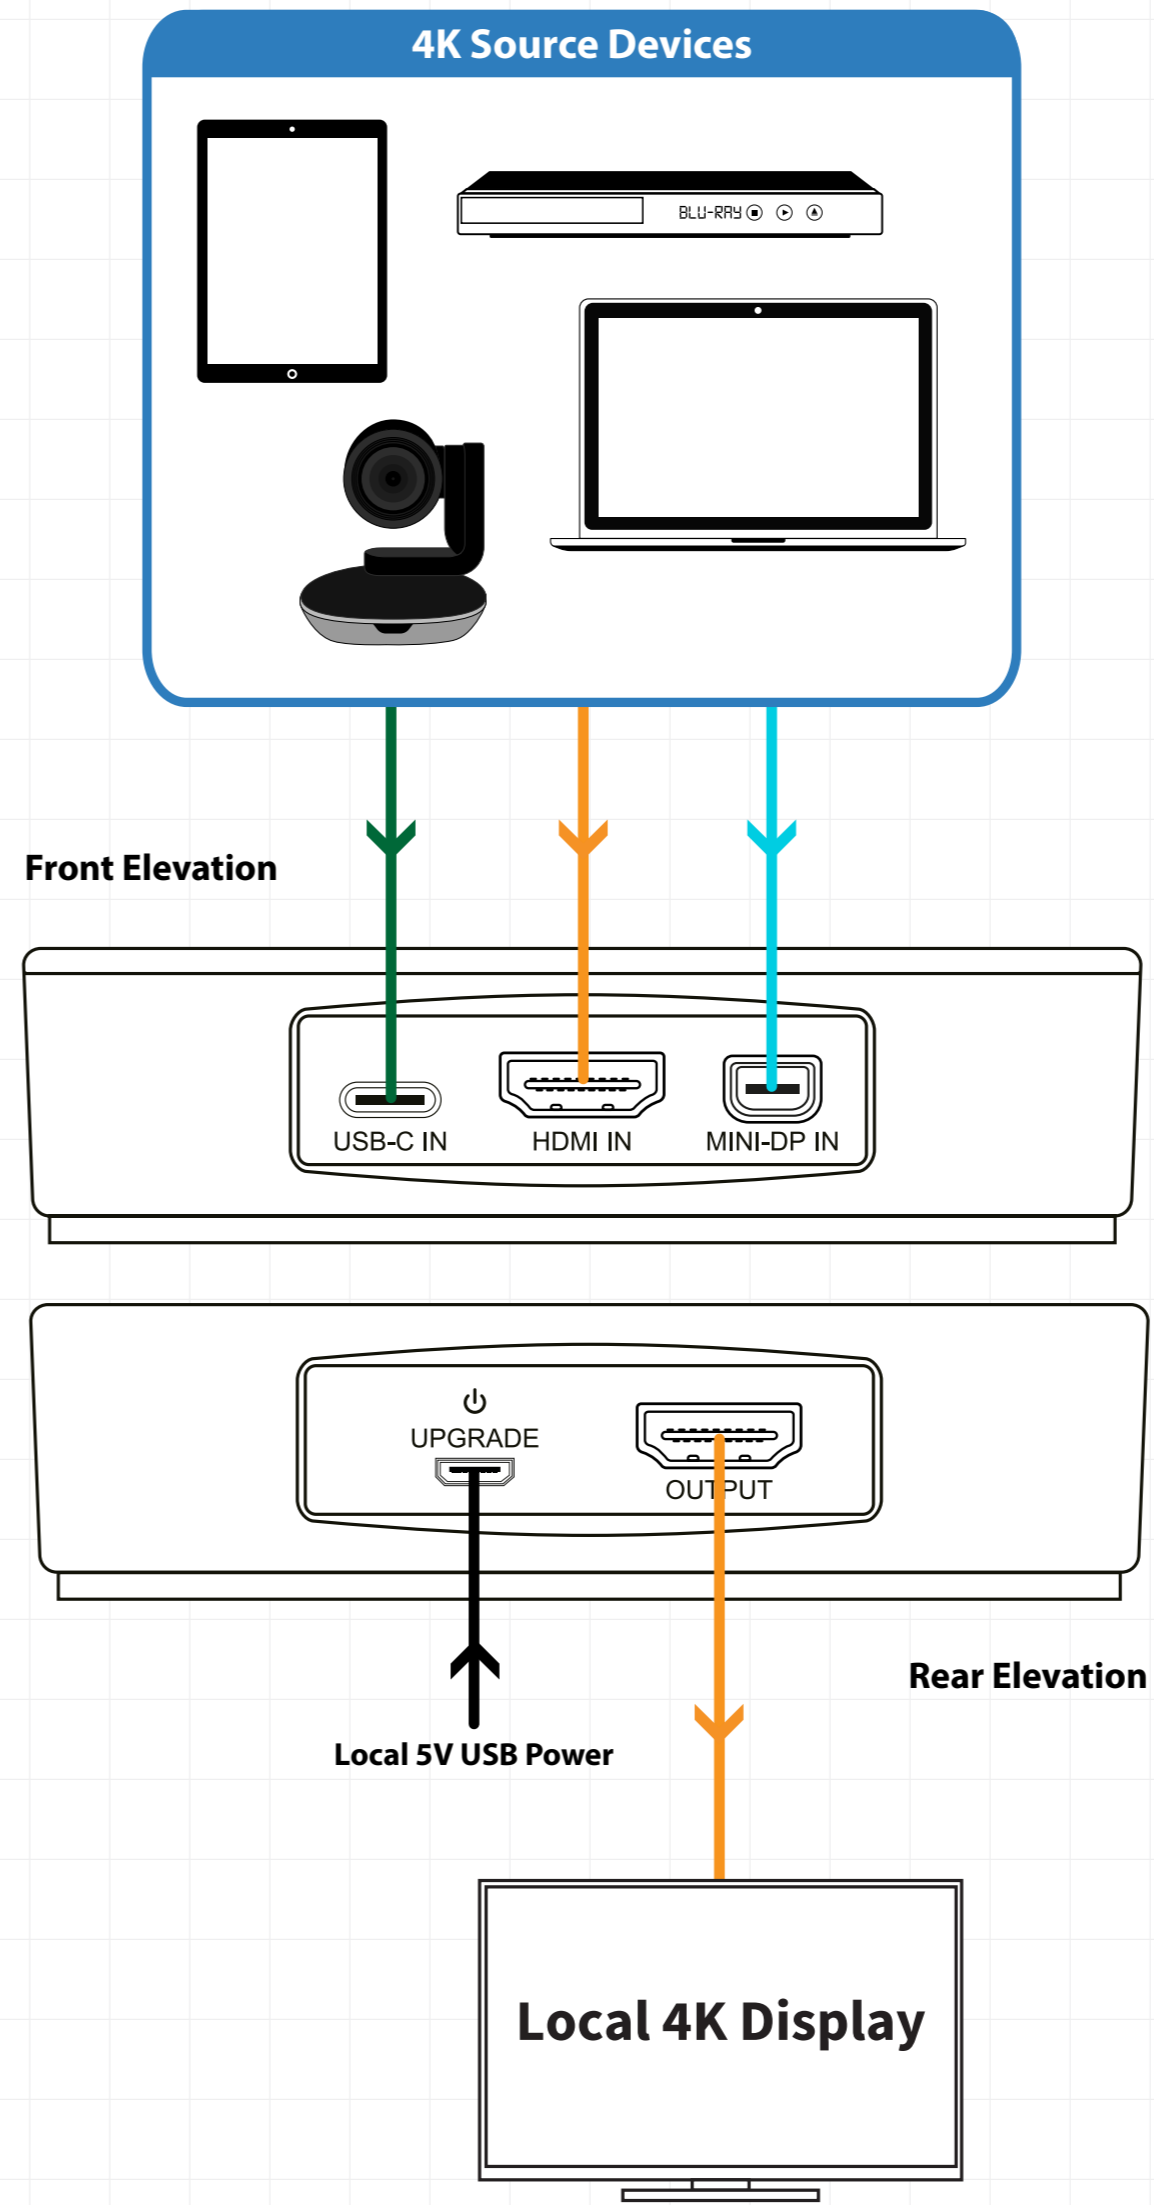 4K Source Devices
BLU-RAY
Front Elevation
USB-C IN
HDMI IN
MINI-DP IN
UPGRADE
OUTPUT
Rear Elevation
Local 5V USB Power
Local 4K Display